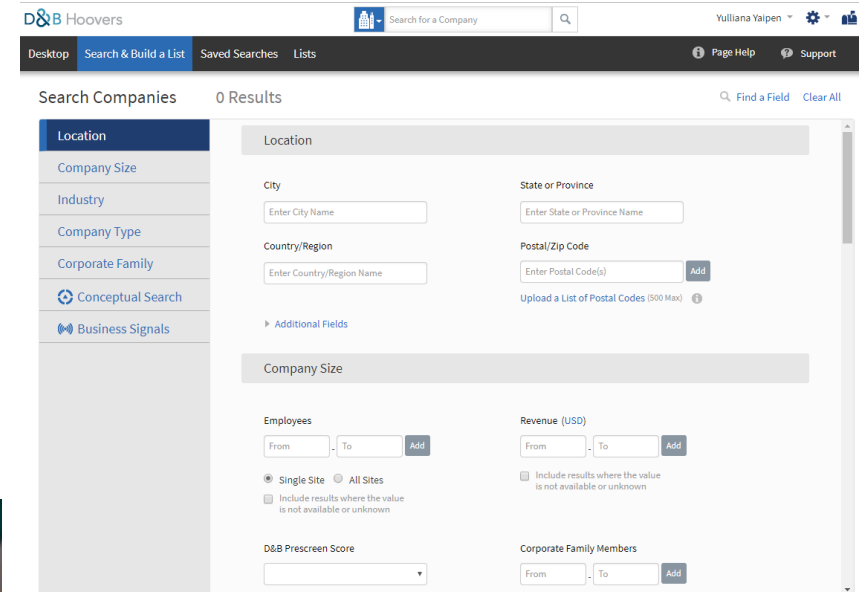 D&B Hoovers
Search for a Company
Yulliana Yaipen
Desktop
Search & Build a List
Saved Searches
Lists
Page Help
Support
Search Companies
0 Results
Find a Field
Clear All
Location
Company Size
Industry
Company Type
Corporate Family
Conceptual Search
Business Signals
Location
City
State or Province
Enter City Name
Enter State or Province Name
Country/Region
Postal/Zip Code
Enter Country/Region Name
Enter Postal Code(s)
Add
Upload a List of Postal Codes (500 Max)
Additional Fields
Company Size
Employees
Revenue (USD)
From - To Add
From - To Add
Single Site
All Sites
Include results where the value
is not available or unknown
Include results where the value
is not available or unknown
D&B Prescreen Score
Corporate Family Members
From - To Add